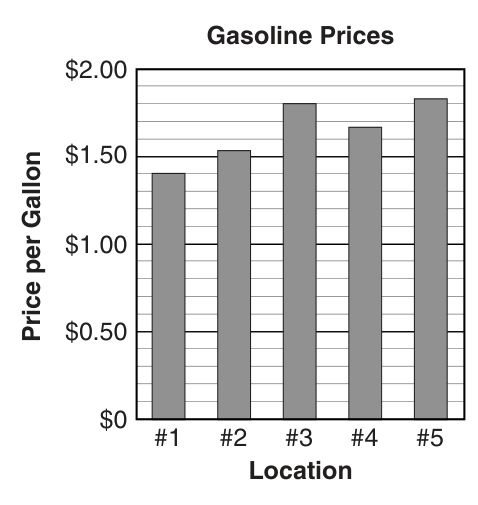 Gasoline Prices
Price per Gallon
$2.00
$1.50
$1.00
$0.50
$0
#1 #2 #3 #4 #5
Location